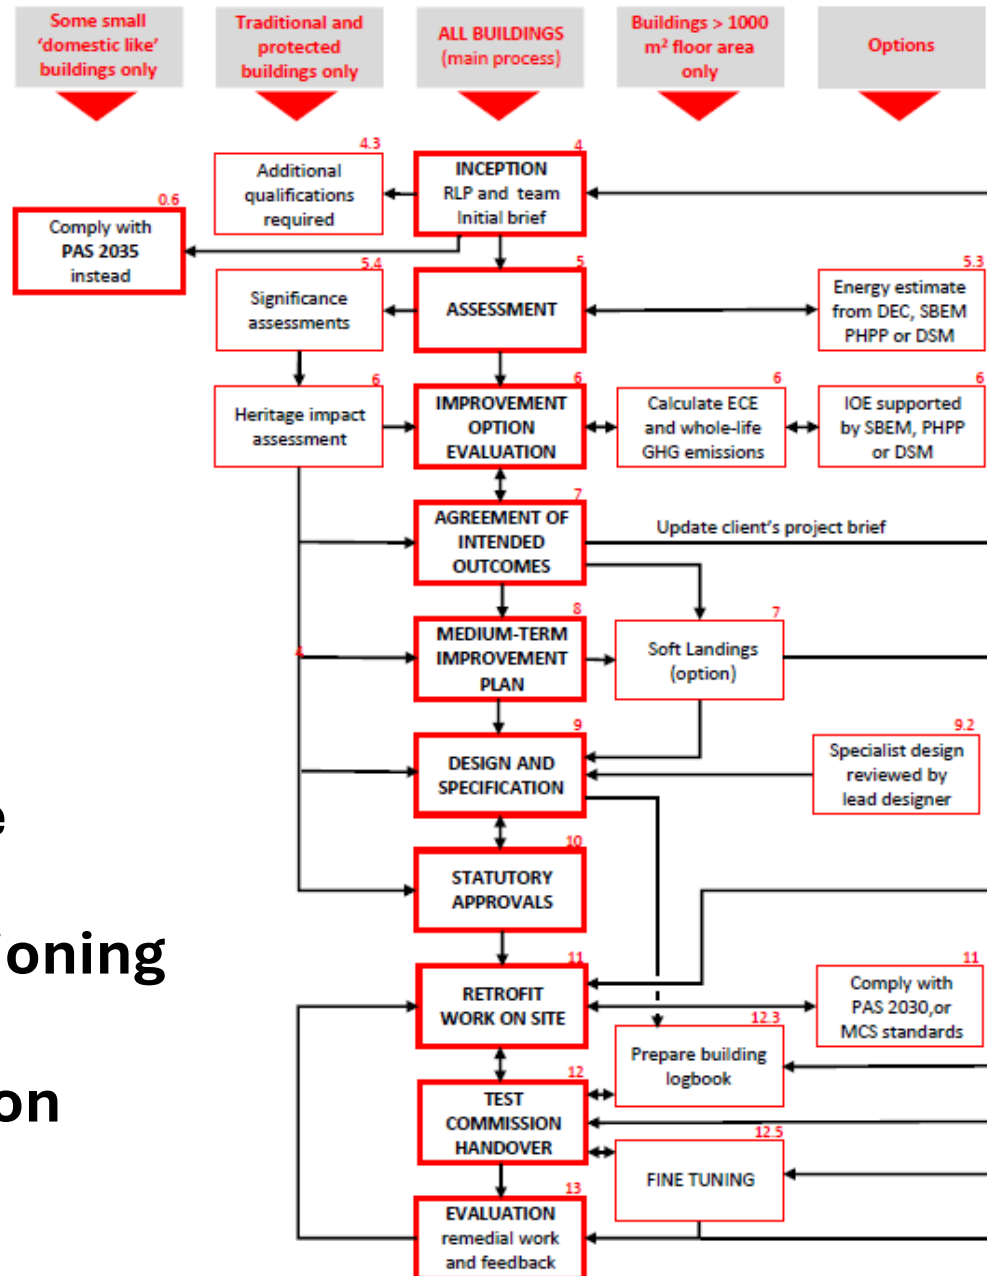 Some small
‘domestic like’
buildings only
Traditional and
protected
buildings only
ALL BUILDINGS
(main process)
Buildings > 1000
m² floor area
only
Options
4.3
Additional
qualifications
required
4
INCEPTION
RLP and team
Initial brief
0.6
Comply with
PAS 2035
instead
5.4
Significance
assessments
5
ASSESSMENT
5.3
Energy estimate
from DEC, SBEM
PHPP or DSM
6
Heritage impact
assessment
6
IMPROVEMENT
OPTION
EVALUATION
6
Calculate ECE
and whole-life
GHG emissions
6
IOE supported
by SBEM, PHPP
or DSM
7
AGREEMENT OF
INTENDED
OUTCOMES
Update client’s project brief
8
MEDIUM-TERM
IMPROVEMENT
PLAN
7
Soft Landings
(option)
4
9
DESIGN AND
SPECIFICATION
9.2
Specialist design
reviewed by
lead designer
e
10
STATUTORY
APPROVALS
ioning
11
RETROFIT
WORK ON SITE
11
Comply with
PAS 2030,or
MCS standards
12.3
Prepare building
logbook
on
12
TEST
COMMISSION
HANDOVER
12.5
FINE TUNING
13
EVALUATION
remedial work
and feedback